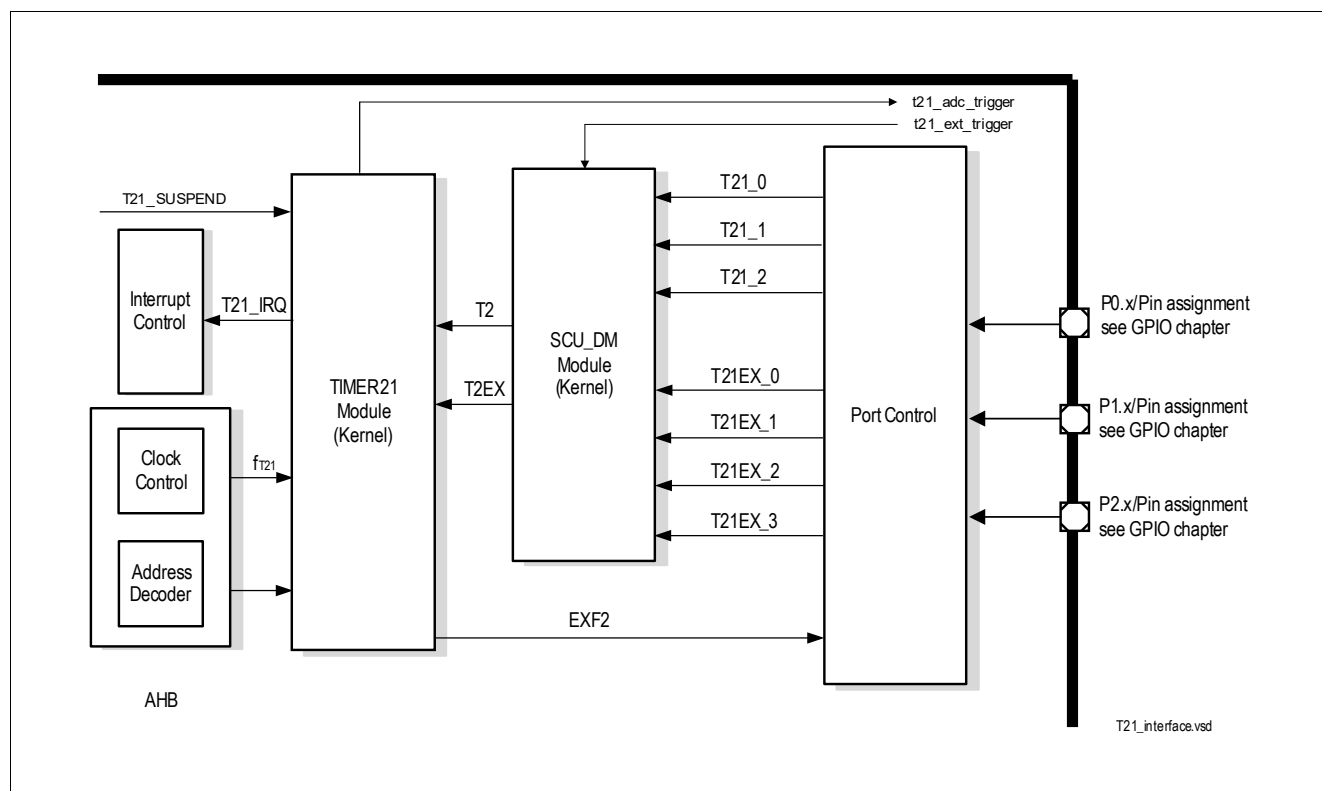 t21_adc_trigger
t21_ext_trigger
T21_SUSPEND
Interrupt
Control
T21_IRQ
TIMER21
Module
(Kernel)
T2
T2EX
SCU_DM
Module
(Kernel)
T21_0
T21_1
T21_2
T21EX_0
T21EX_1
T21EX_2
T21EX_3
Port Control
P0.x/Pin assignment
see GPIO chapter
P1.x/Pin assignment
see GPIO chapter
P2.x/Pin assignment
see GPIO chapter
Clock
Control
fT21
Address
Decoder
EXF2
AHB
T21_interface.vsd